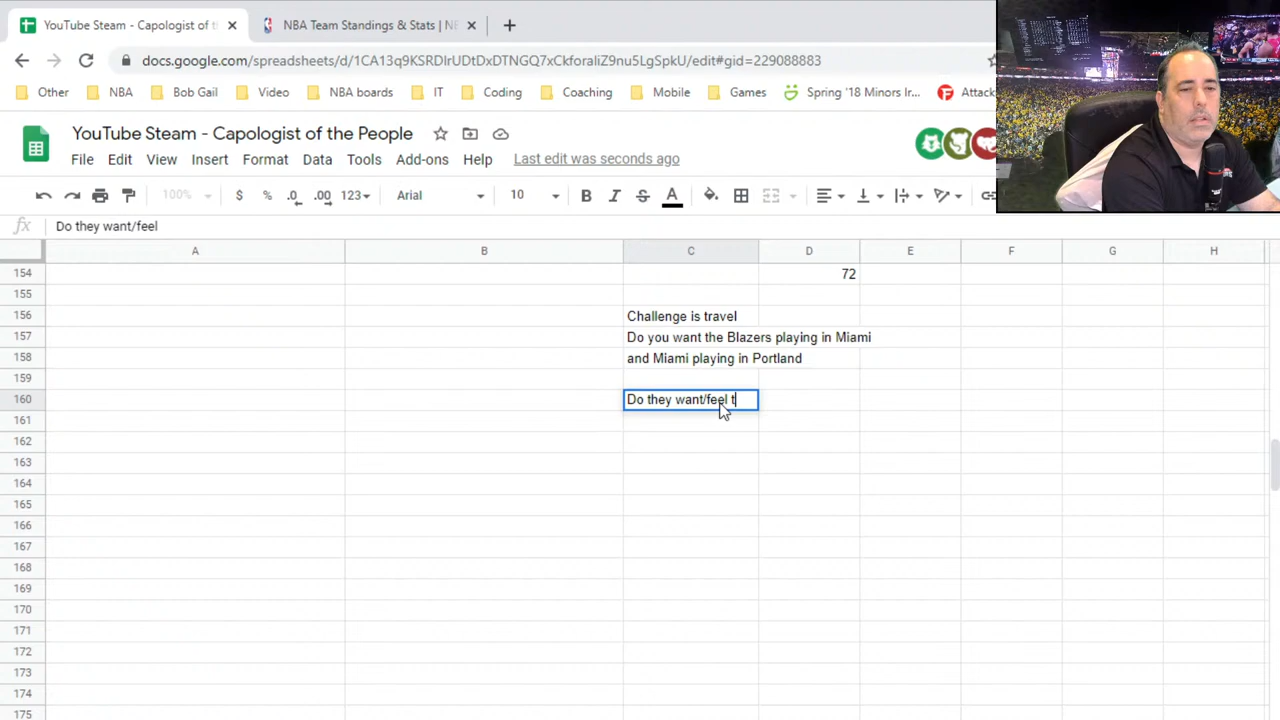 YouTube Steam - Capologist of th
NBA Team Standings & Stats | N
docs.google.com/spreadsheets/d/1CA13q9KSRDIrUDtDxDTNGQ7xCkforaliZ9nu5LgSpkU/edit#gid=229088883
Other NBA Bob Gail Video NBA boards IT Coding Coaching Mobile Games Spring '18 Minors Ir... Attack
YouTube Steam - Capologist of the People
File Edit View Insert Format Data Tools Add-ons Help Last edit was seconds ago
100% $ % .0 .00 123 Arial 10 B I S A
fx Do they want/feel
A B C D E F G H
154 72
155
156 Challenge is travel
157 Do you want the Blazers playing in Miami
158 and Miami playing in Portland
159
160 Do they want/feel t
161
162
163
164
165
166
167
168
169
170
171
172
173
174
175